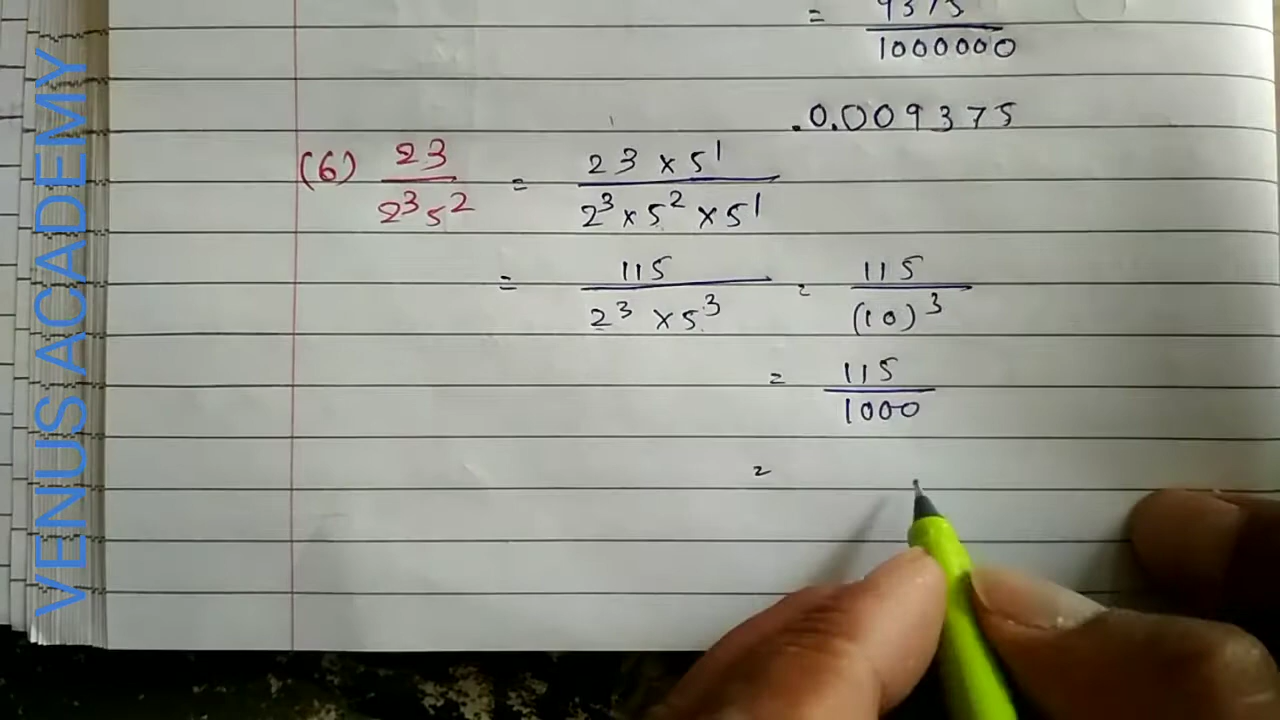 = 9375/1000000
.0.009375
(6) 23/2³5² = 23 × 5¹/2³ × 5² × 5¹
= 115/2³ × 5³ = 115/(10)³
= 115/1000
=
VENUS ACADEMY